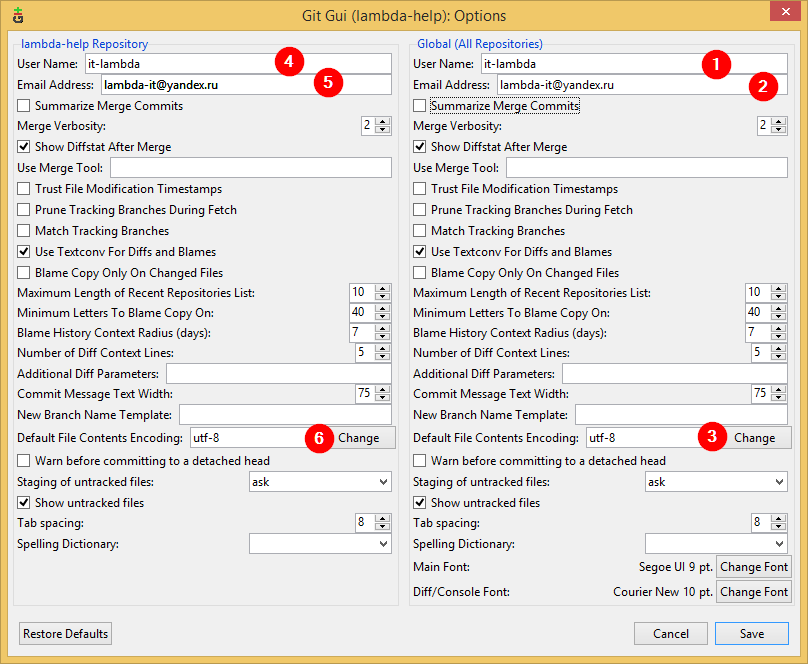 Git Gui (lambda-help): Options
lambda-help Repository
User Name: it-lambda 4
Email Address: lambda-it@yandex.ru 5
Summarize Merge Commits
Merge Verbosity: 2
Show Diffstat After Merge
Use Merge Tool:
Trust File Modification Timestamps
Prune Tracking Branches During Fetch
Match Tracking Branches
Use Textconv For Diffs and Blames
Blame Copy Only On Changed Files
Maximum Length of Recent Repositories List: 10
Minimum Letters To Blame Copy On: 40
Blame History Context Radius (days): 7
Number of Diff Context Lines: 5
Additional Diff Parameters:
Commit Message Text Width: 75
New Branch Name Template:
Default File Contents Encoding: utf-8 6 Change
Warn before committing to a detached head
Staging of untracked files: ask
Show untracked files
Tab spacing: 8
Spelling Dictionary:
Global (All Repositories)
User Name: it-lambda 1
Email Address: lambda-it@yandex.ru 2
Summarize Merge Commits
Merge Verbosity: 2
Show Diffstat After Merge
Use Merge Tool:
Trust File Modification Timestamps
Prune Tracking Branches During Fetch
Match Tracking Branches
Use Textconv For Diffs and Blames
Blame Copy Only On Changed Files
Maximum Length of Recent Repositories List: 10
Minimum Letters To Blame Copy On: 40
Blame History Context Radius (days): 7
Number of Diff Context Lines: 5
Additional Diff Parameters:
Commit Message Text Width: 75
New Branch Name Template:
Default File Contents Encoding: utf-8 3 Change
Warn before committing to a detached head
Staging of untracked files: ask
Show untracked files
Tab spacing: 8
Spelling Dictionary:
Main Font: Segoe UI 9 pt. Change Font
Diff/Console Font: Courier New 10 pt. Change Font
Restore Defaults Cancel Save